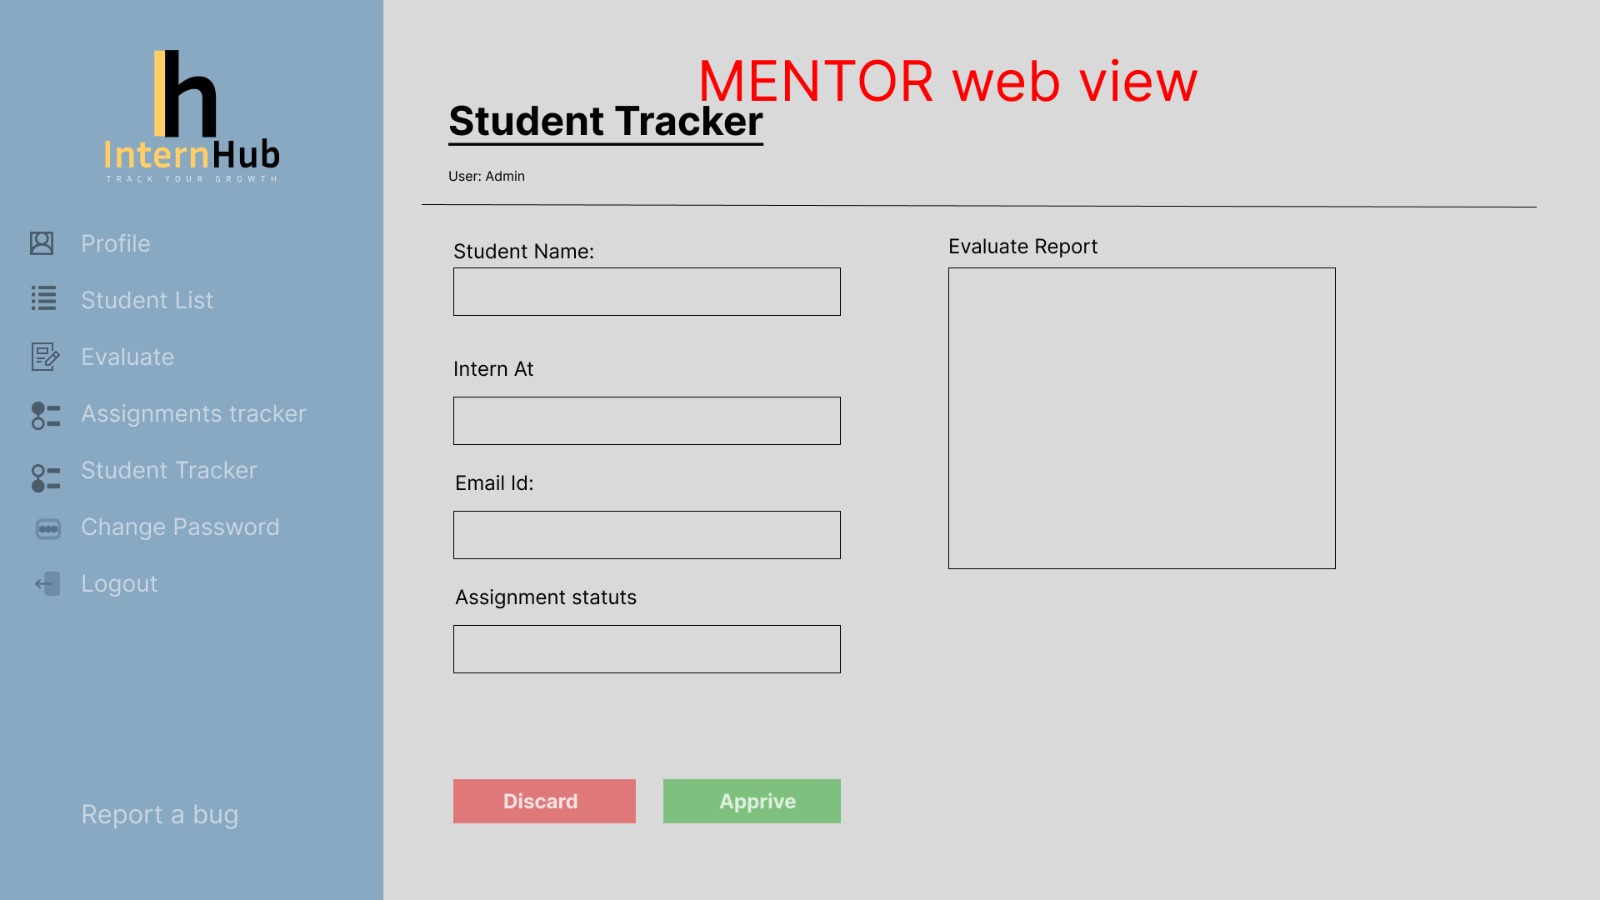 h
InternHub
TRACK YOUR GROWTH
Profile
Student List
Evaluate
Assignments tracker
Student Tracker
Change Password
Logout
Report a bug
MENTOR web view
Student Tracker
User: Admin
Student Name:
Intern At
Email Id:
Assignment statuts
Evaluate Report
Discard
Apprive